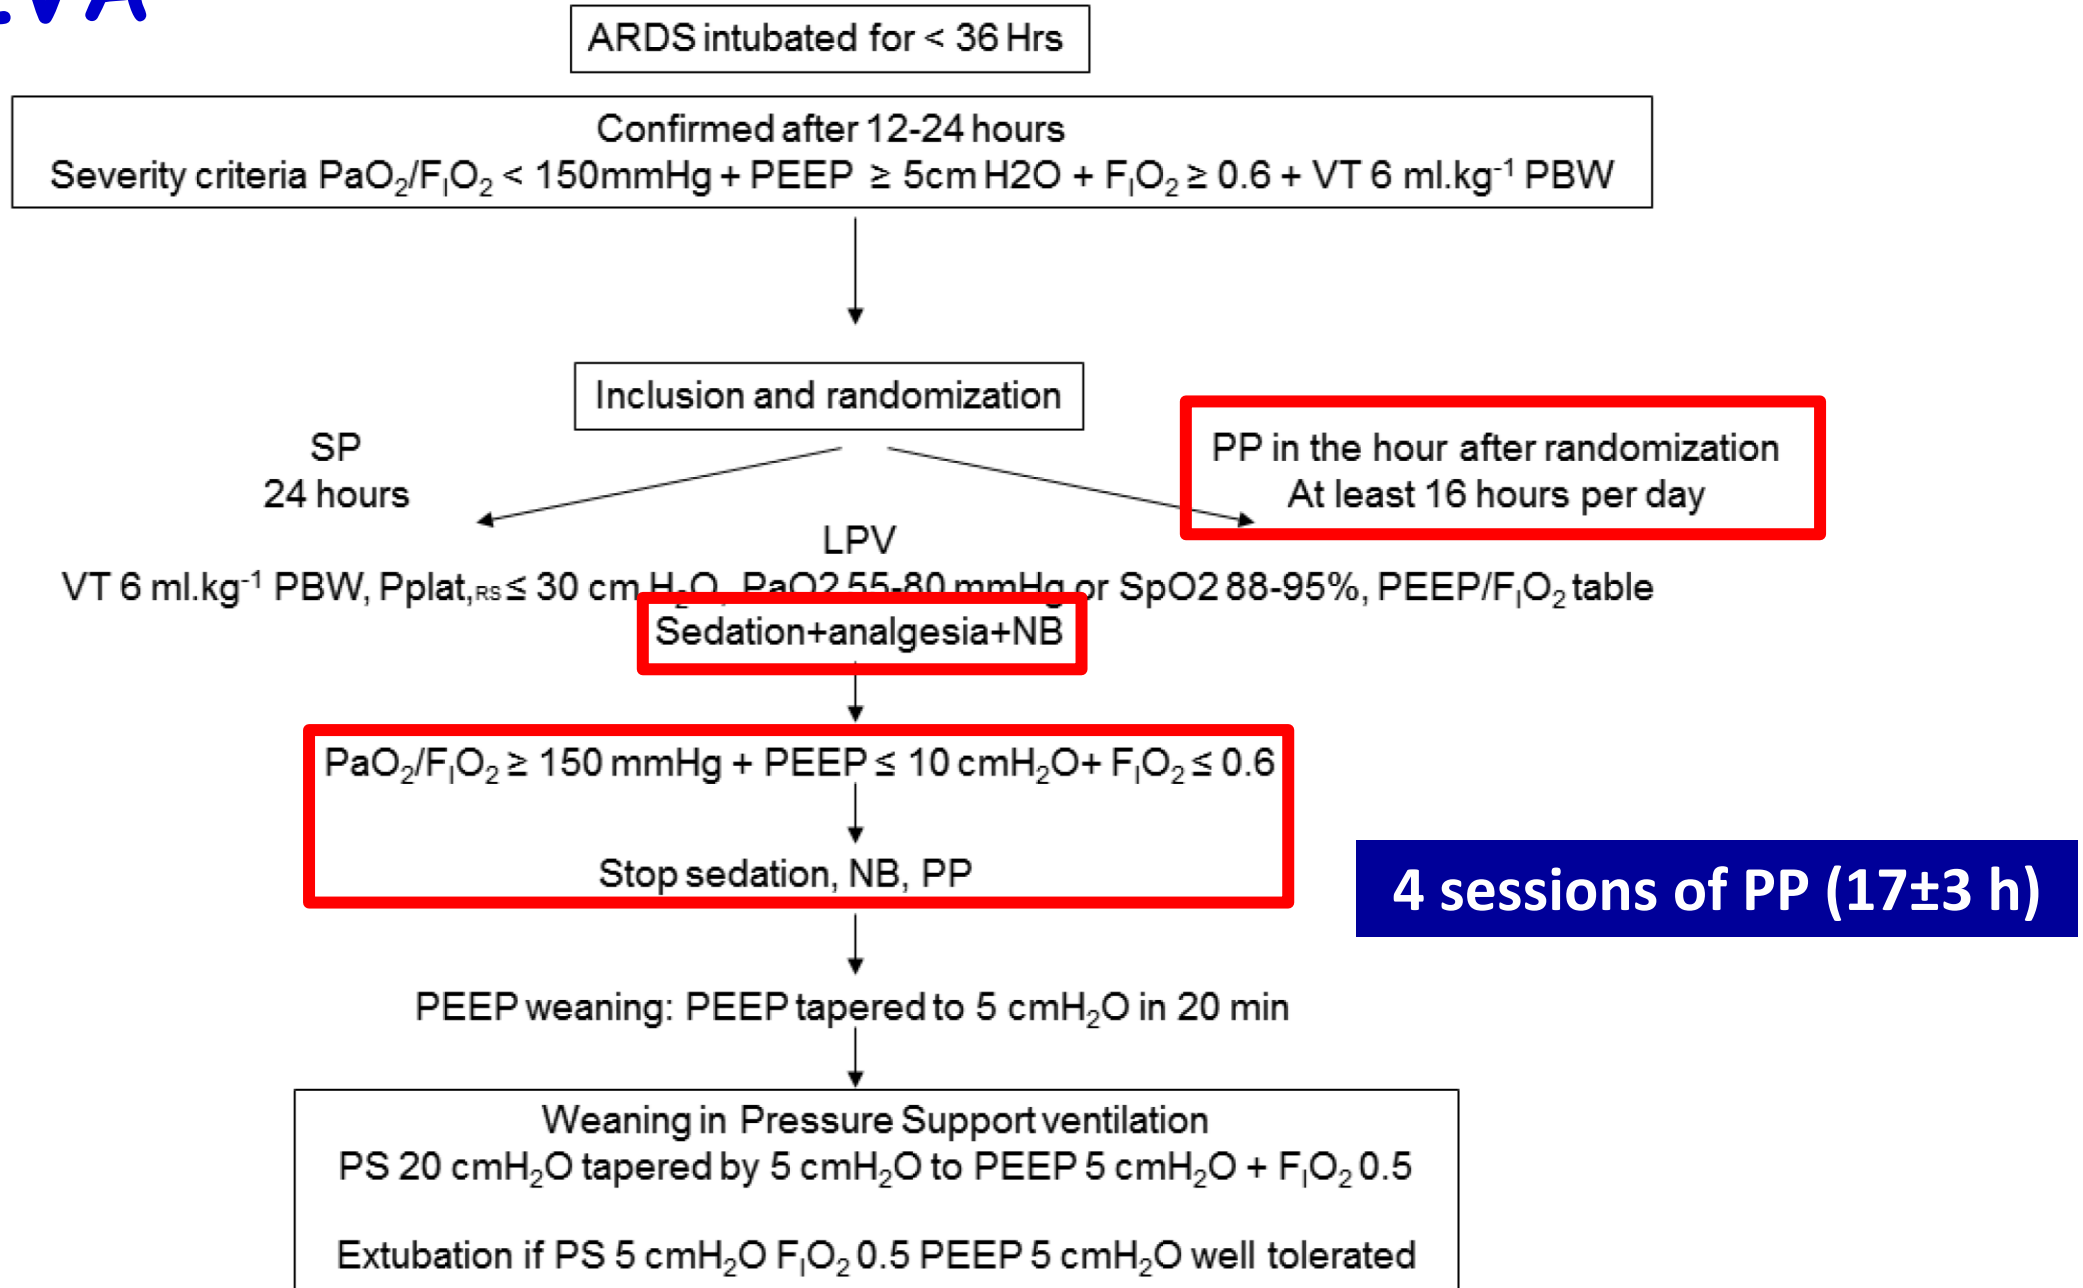 VA
ARDS intubated for < 36 Hrs
Confirmed after 12-24 hours
Severity criteria PaO₂/FᵢO₂ < 150mmHg + PEEP ≥ 5cm H2O + FᵢO₂ ≥ 0.6 + VT 6 ml.kg⁻¹ PBW
Inclusion and randomization
SP
24 hours
PP in the hour after randomization
At least 16 hours per day
LPV
VT 6 ml.kg⁻¹ PBW, Pplat,RS ≤ 30 cm H₂O, PaO2 55-80 mmHg or SpO2 88-95%, PEEP/FᵢO₂ table
Sedation+analgesia+NB
PaO₂/FᵢO₂ ≥ 150 mmHg + PEEP ≤ 10 cmH₂O+ FᵢO₂ ≤ 0.6
Stop sedation, NB, PP
4 sessions of PP (17±3 h)
PEEP weaning: PEEP tapered to 5 cmH₂O in 20 min
Weaning in Pressure Support ventilation
PS 20 cmH₂O tapered by 5 cmH₂O to PEEP 5 cmH₂O + FᵢO₂ 0.5
Extubation if PS 5 cmH₂O FᵢO₂ 0.5 PEEP 5 cmH₂O well tolerated